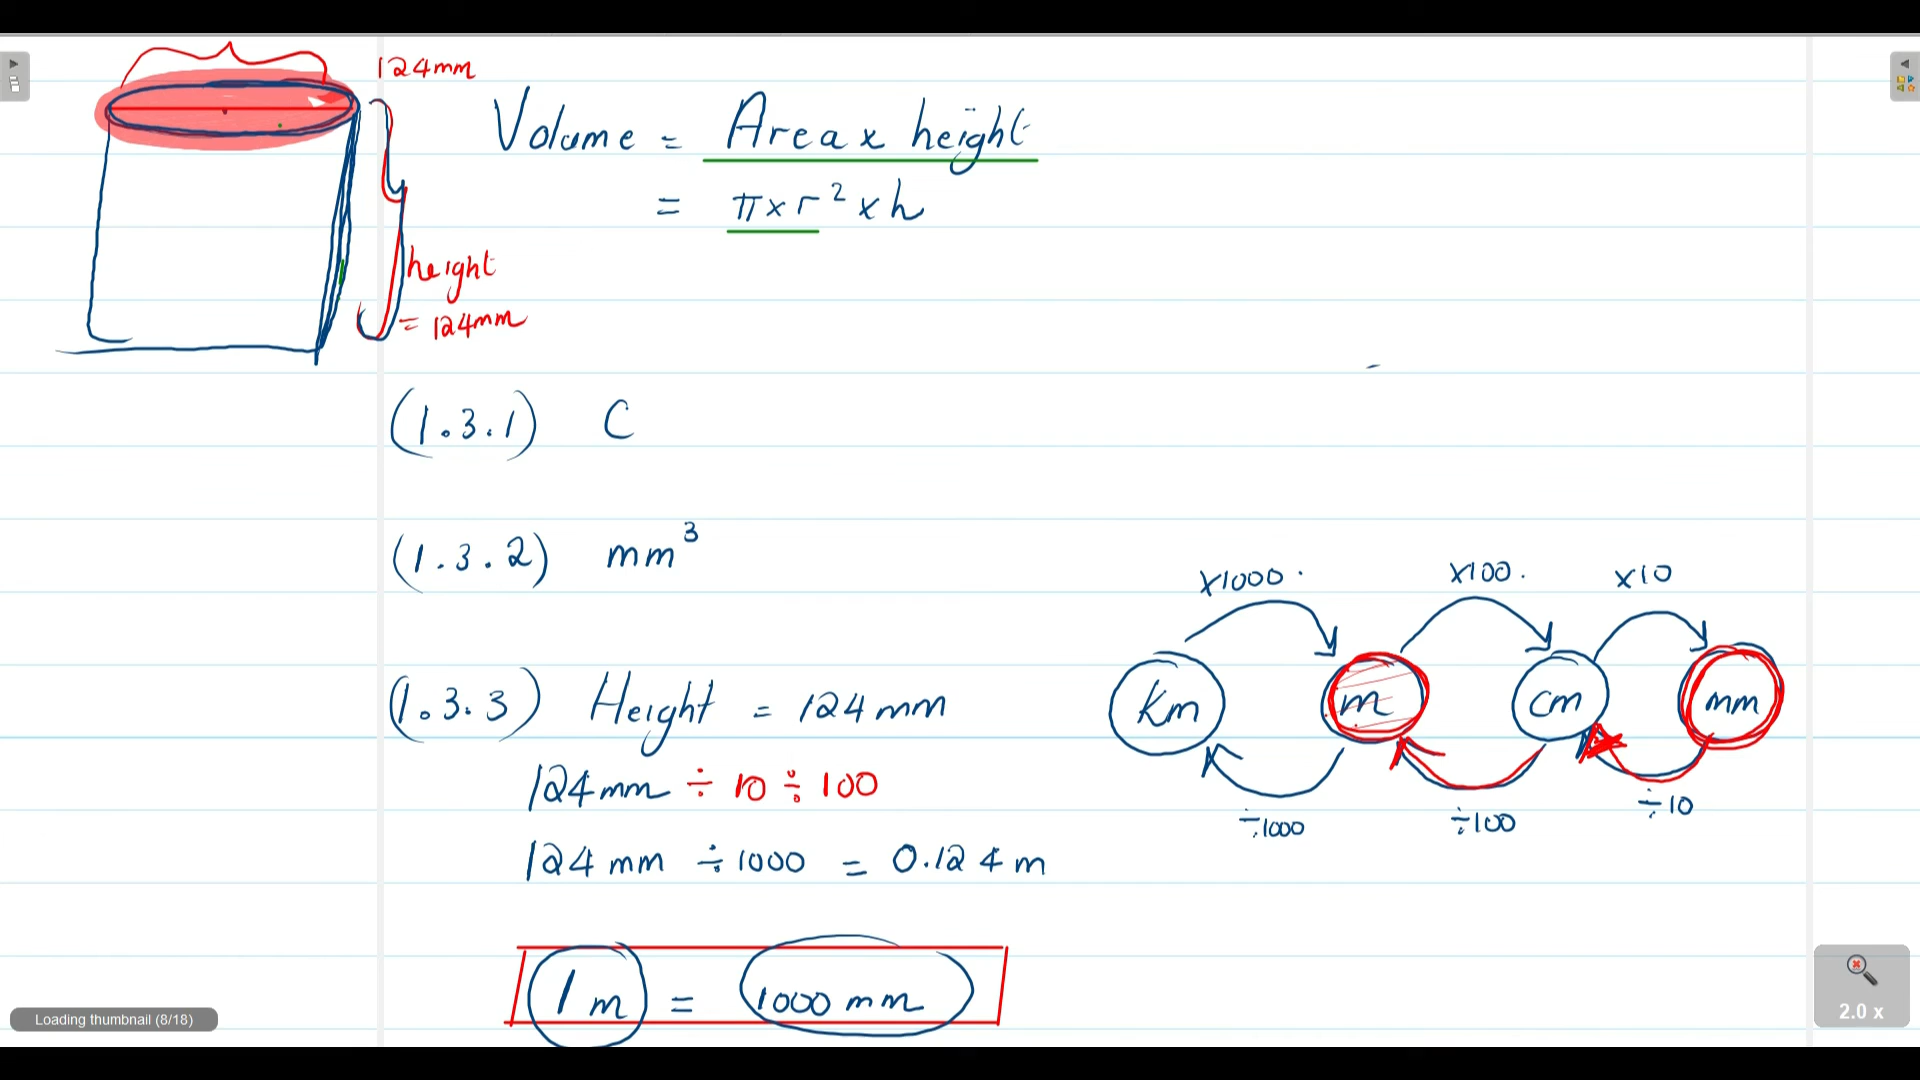 124mm
Volume = Area x height
= π x r² x h
height
= 124mm
(1.3.1) C
(1.3.2) mm³
(1.3.3) Height = 124 mm
124mm ÷ 10 ÷ 100
124 mm ÷ 1000 = 0.124 m
1 m = 1000 mm
x1000 x100 x10
Km m cm mm
÷1000 ÷100 ÷10
Loading thumbnail (8/18)
2.0 x